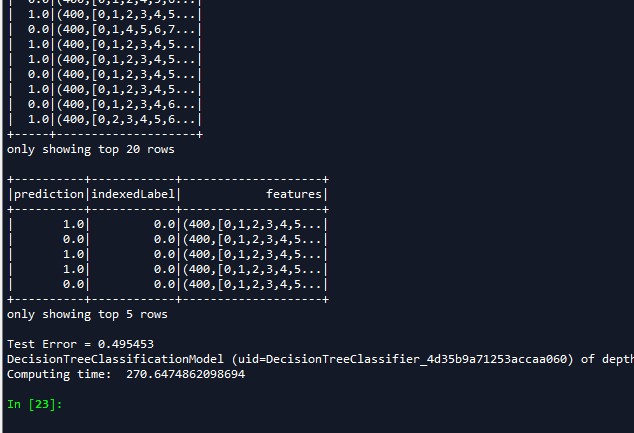 | 0.0|(400,[0,1,2,4,5,6...|
| 1.0|(400,[0,1,2,3,4,5...|
| 0.0|(400,[0,1,4,5,6,7...|
| 1.0|(400,[0,1,2,3,4,5...|
| 1.0|(400,[0,1,2,3,4,5...|
| 0.0|(400,[0,1,2,3,4,5...|
| 1.0|(400,[0,1,2,3,4,5...|
| 0.0|(400,[0,1,2,3,4,6...|
| 1.0|(400,[0,2,3,4,5,6...|
+-----+--------------------+
only showing top 20 rows
+----------+------------+--------------------+
|prediction|indexedLabel| features|
+----------+------------+--------------------+
| 1.0| 0.0|(400,[0,1,2,3,4,5...|
| 0.0| 0.0|(400,[0,1,2,3,4,5...|
| 1.0| 0.0|(400,[0,1,2,3,4,5...|
| 1.0| 0.0|(400,[0,1,2,3,4,5...|
| 0.0| 0.0|(400,[0,1,2,3,4,5...|
+----------+------------+--------------------+
only showing top 5 rows
Test Error = 0.495453
DecisionTreeClassificationModel (uid=DecisionTreeClassifier_4d35b9a71253accaa060) of depth
Computing time: 270.6474862098694
In [23]: